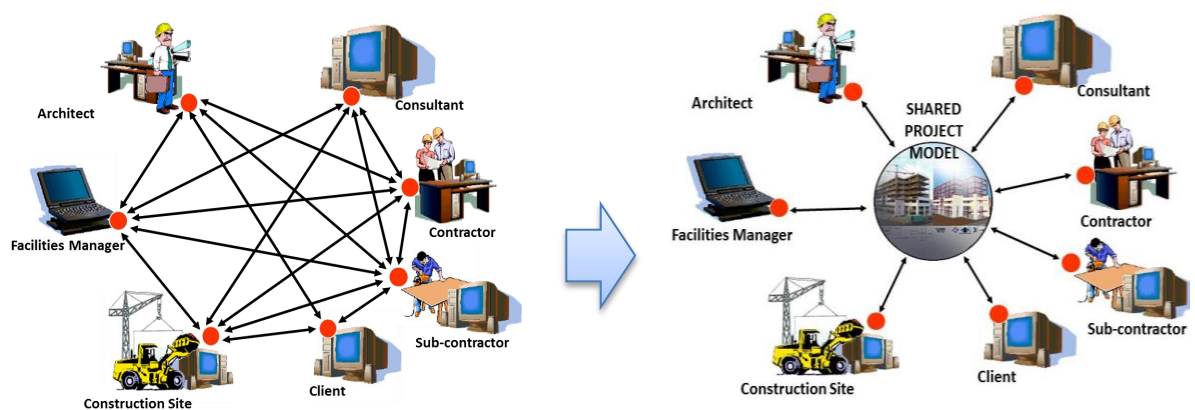 Architect
Consultant
Contractor
Facilities Manager
Sub-contractor
Client
Construction Site
SHARED
PROJECT
MODEL
Architect
Consultant
Contractor
Facilities Manager
Sub-contractor
Client
Construction Site